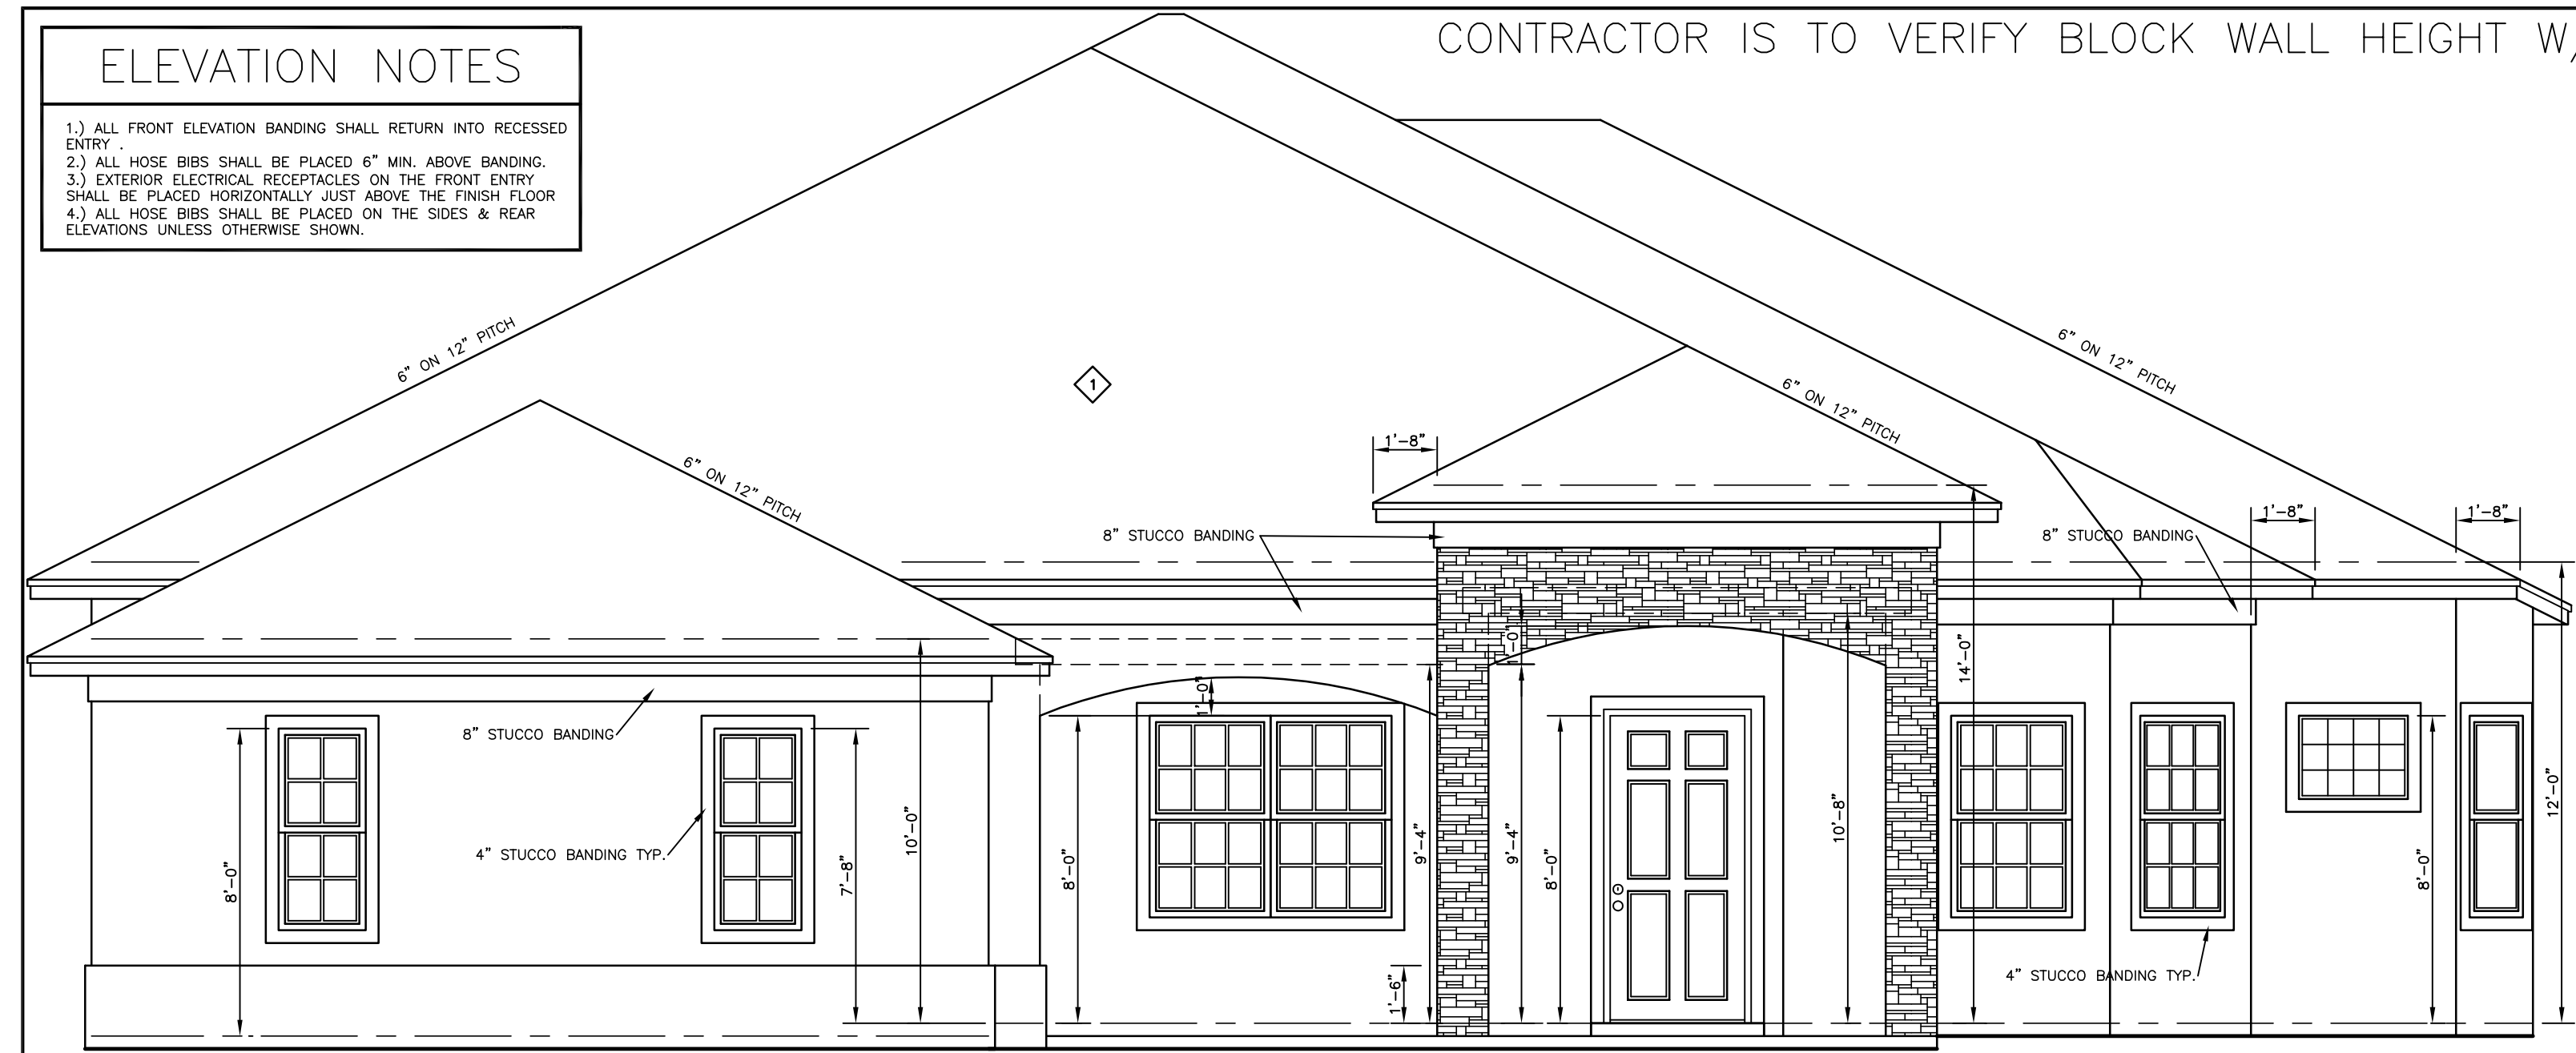 CONTRACTOR IS TO VERIFY BLOCK WALL HEIGHT W/
ELEVATION NOTES
1.) ALL FRONT ELEVATION BANDING SHALL RETURN INTO RECESSED
ENTRY .
2.) ALL HOSE BIBS SHALL BE PLACED 6" MIN. ABOVE BANDING.
3.) EXTERIOR ELECTRICAL RECEPTACLES ON THE FRONT ENTRY
SHALL BE PLACED HORIZONTALLY JUST ABOVE THE FINISH FLOOR
4.) ALL HOSE BIBS SHALL BE PLACED ON THE SIDES & REAR
ELEVATIONS UNLESS OTHERWISE SHOWN.
6" ON 12" PITCH
6" ON 12" PITCH
1
6" ON 12" PITCH
6" ON 12" PITCH
1'-8"
1'-8"
1'-8"
8" STUCCO BANDING
8" STUCCO BANDING
1'-0"
14'-0"
1'-0"
8" STUCCO BANDING
12'-0"
10'-8"
10'-0"
9'-4"
9'-4"
4" STUCCO BANDING TYP.
8'-0"
7'-8"
8'-0"
8'-0"
8'-0"
4" STUCCO BANDING TYP.
1'-6"